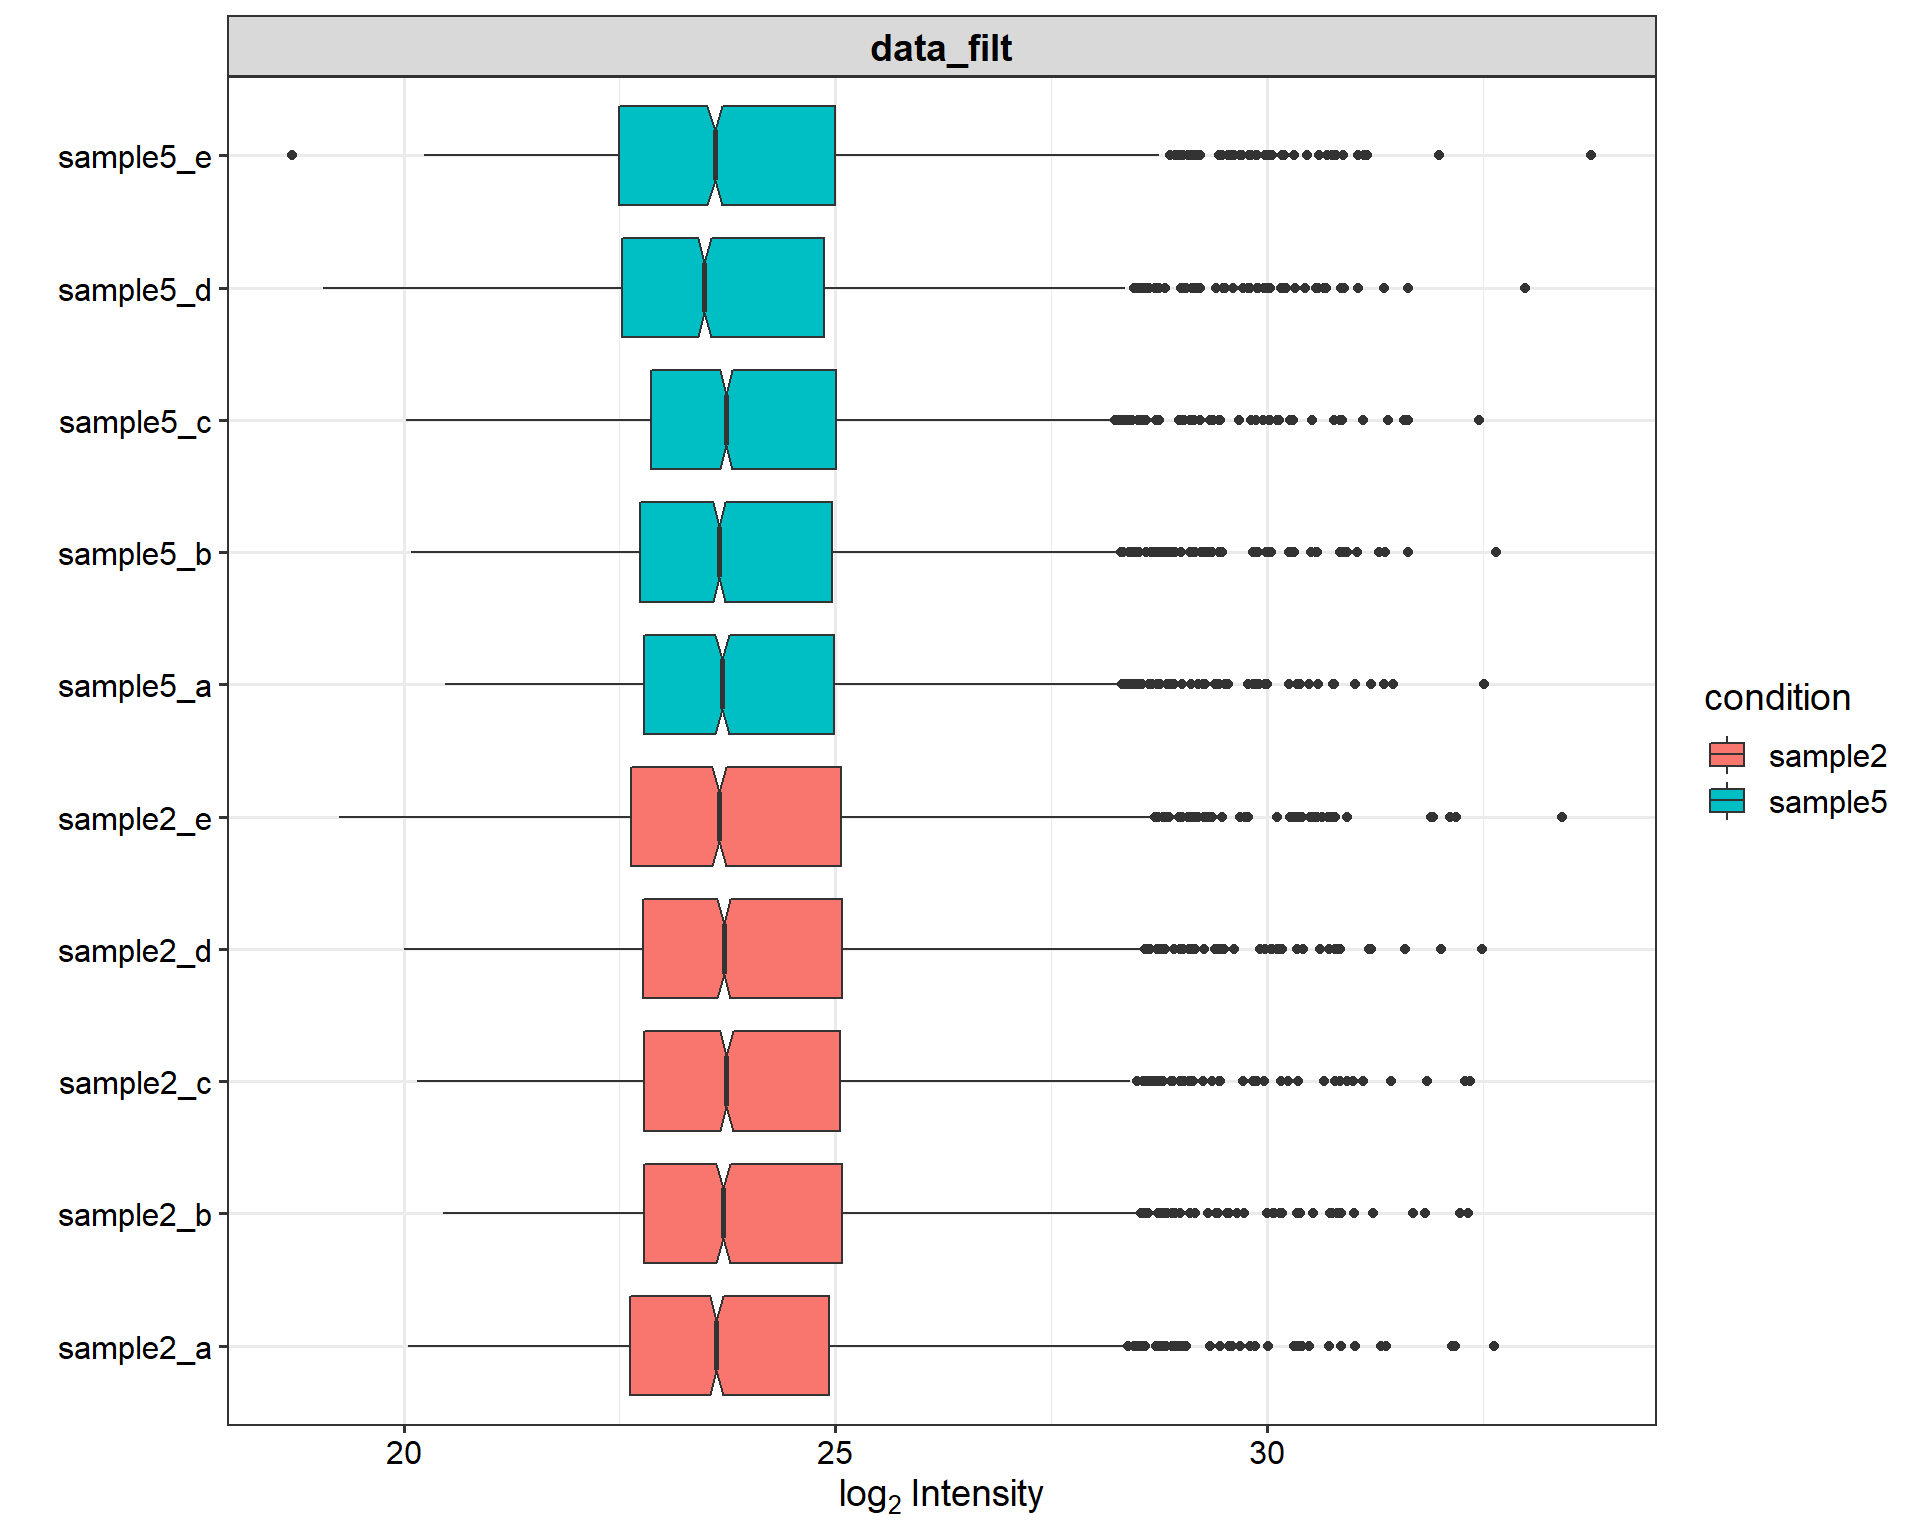 data_filt
sample5_e
sample5_d
sample5_c
sample5_b
sample5_a
sample2_e
sample2_d
sample2_c
sample2_b
sample2_a
20 25 30
log₂ Intensity
condition
sample2
sample5